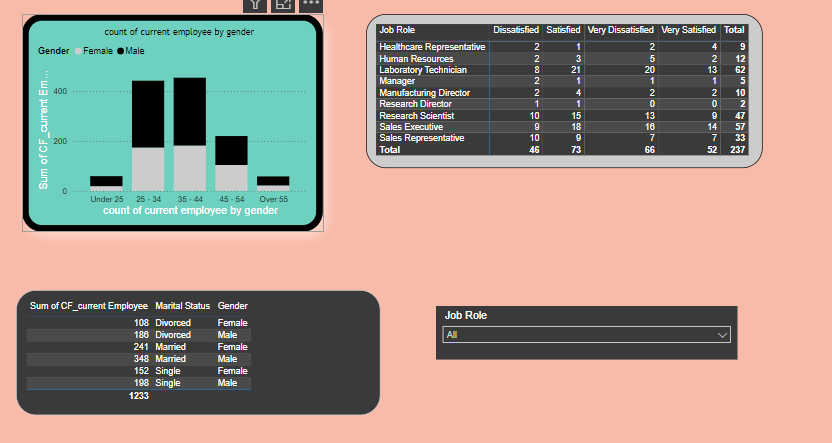 count of current employee by gender
Gender Female Male
Sum of CF_current Em...
400
200
0
Under 25 25 - 34 35 - 44 45 - 54 Over 55
count of current employee by gender
Job Role Dissatisfied Satisfied Very Dissatisfied Very Satisfied Total
Healthcare Representative 2 1 2 4 9
Human Resources 2 3 5 2 12
Laboratory Technician 8 21 20 13 62
Manager 2 1 1 1 5
Manufacturing Director 2 4 2 2 10
Research Director 1 1 0 0 2
Research Scientist 10 15 13 9 47
Sales Executive 9 18 16 14 57
Sales Representative 10 9 7 7 33
Total 46 73 66 52 237
Sum of CF_current Employee Marital Status Gender
108 Divorced Female
186 Divorced Male
241 Married Female
348 Married Male
152 Single Female
198 Single Male
1233
Job Role
All